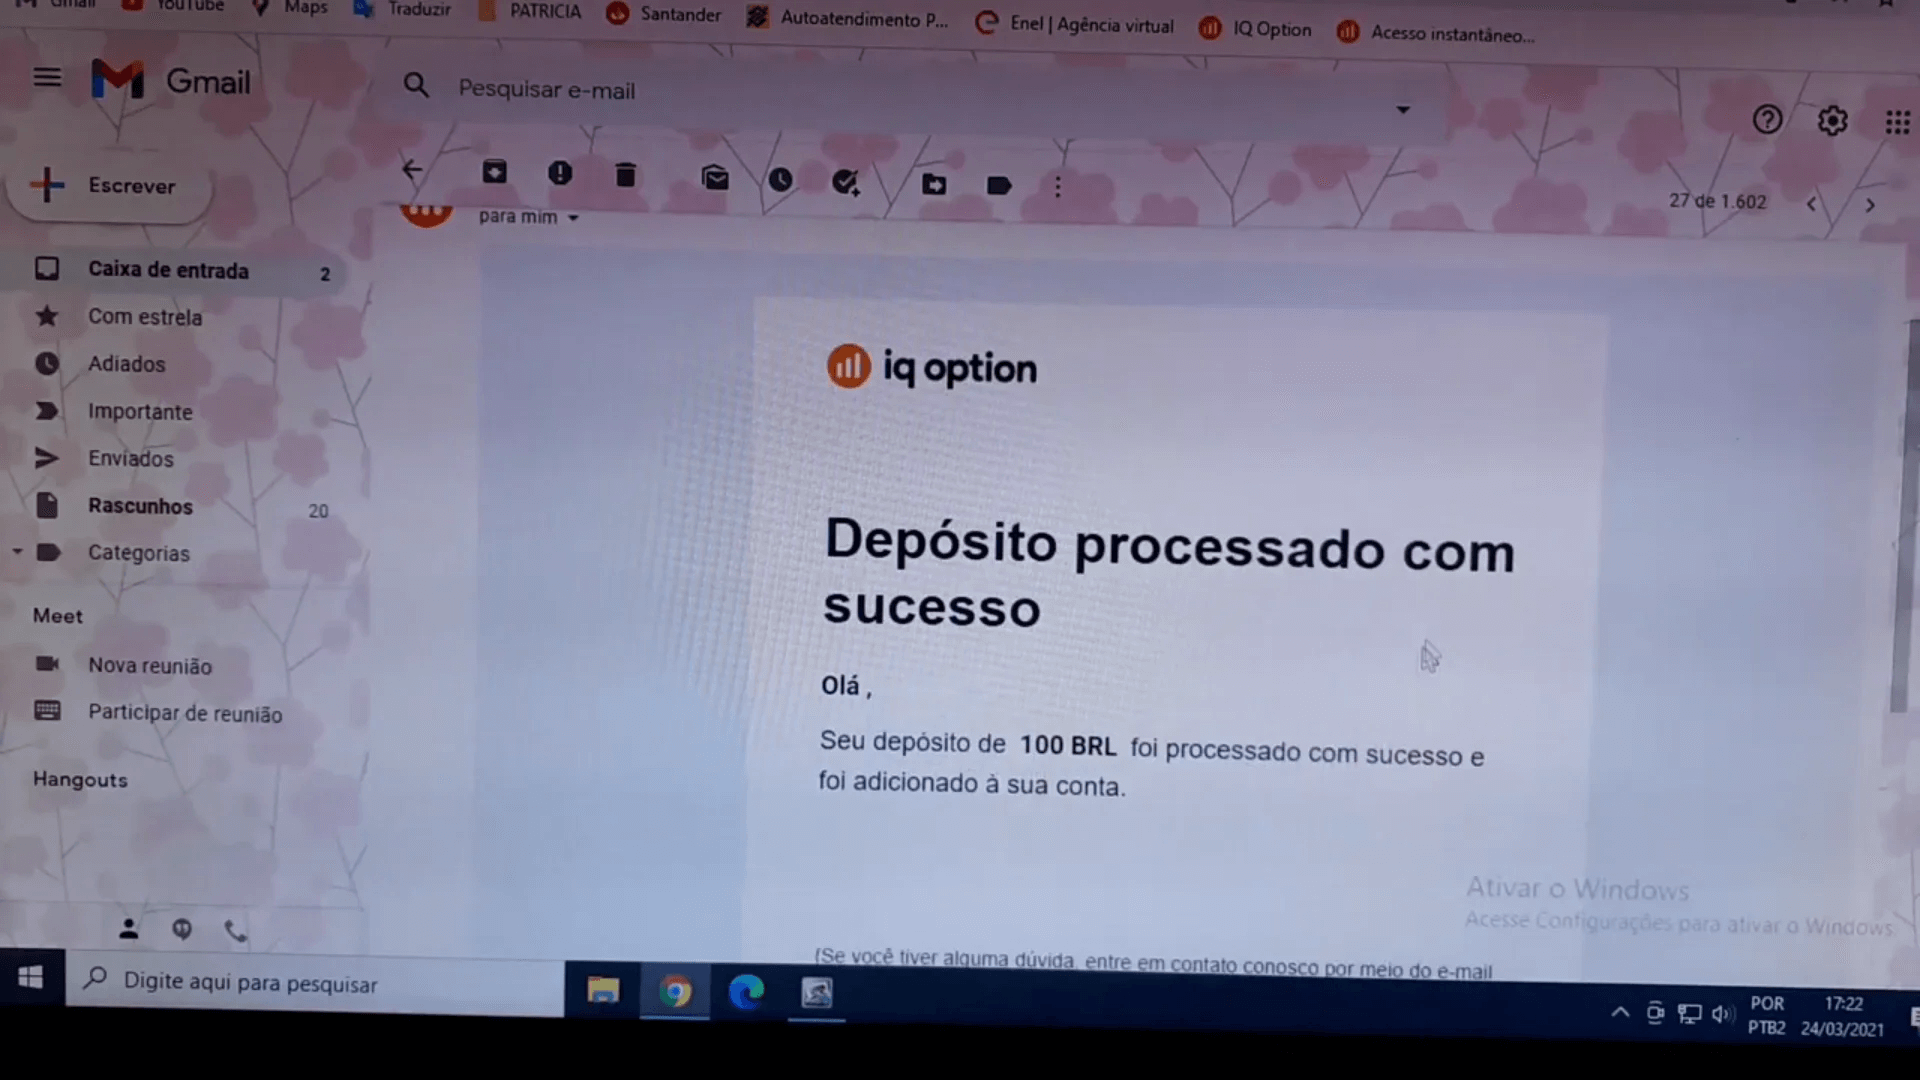 Gmail
YouTube
Maps
Traduzir
PATRICIA
Santander
Autoatendimento P...
Enel | Agência virtual
IQ Option
Acesso instantâneo...
Gmail
Pesquisar e-mail
Escrever
27 de 1.602
para mim
Caixa de entrada 2
Com estrela
Adiados
Importante
Enviados
Rascunhos 20
Categorias
Meet
Nova reunião
Participar de reunião
Hangouts
iq option
Depósito processado com
sucesso
Olá ,
Seu depósito de 100 BRL foi processado com sucesso e
foi adicionado à sua conta.
(Se você tiver alguma dúvida, entre em contato conosco por meio do e-mail
Ativar o Windows
Acesse Configurações para ativar o Windows.
Digite aqui para pesquisar
POR
PTB2
17:22
24/03/2021